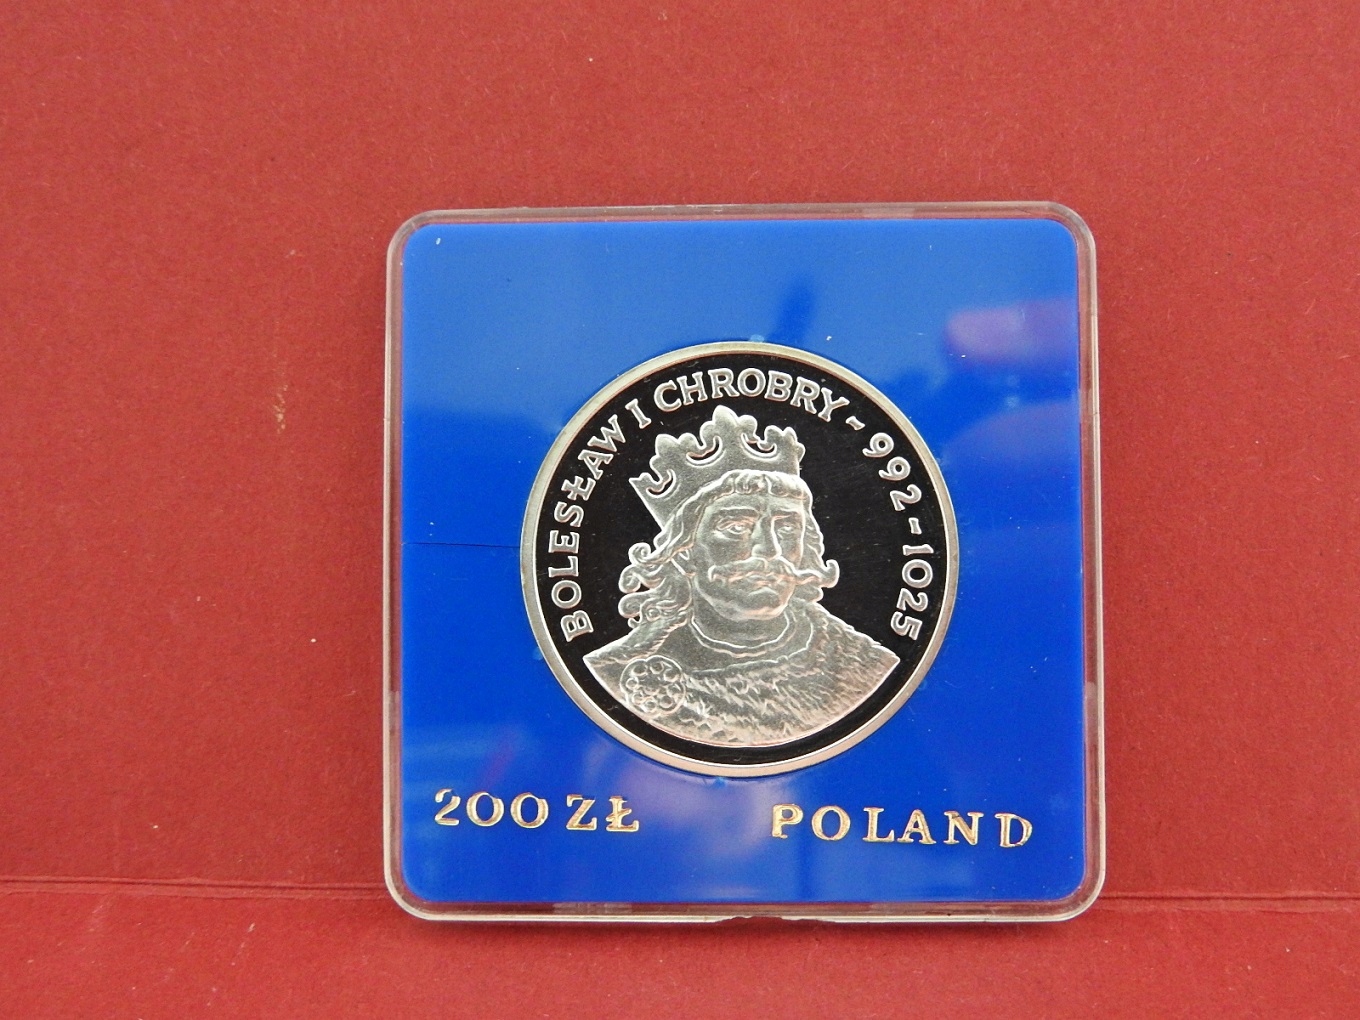 BOLESŁAW I CHROBRY - 992 - 1025
200 ZŁ POLAND